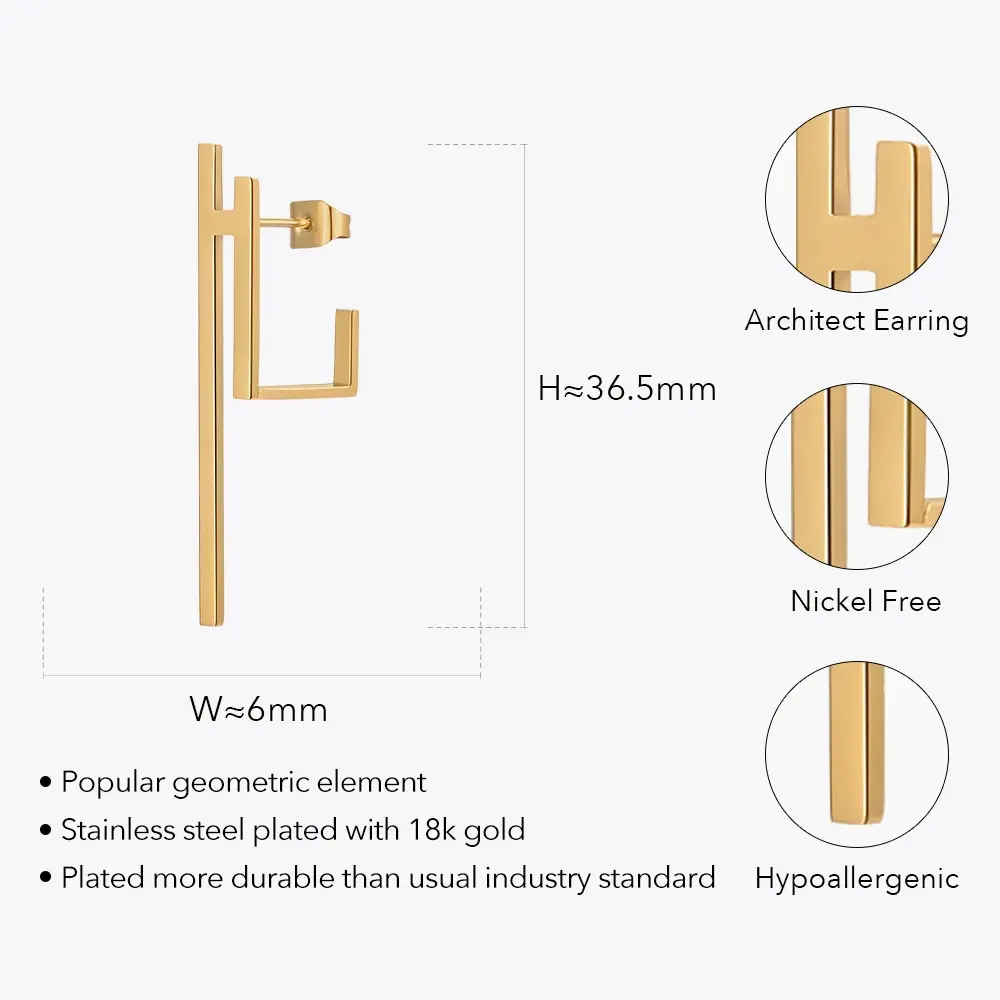 Architect Earring
H≈36.5mm
Nickel Free
W≈6mm
• Popular geometric element
• Stainless steel plated with 18k gold
• Plated more durable than usual industry standard
Hypoallergenic